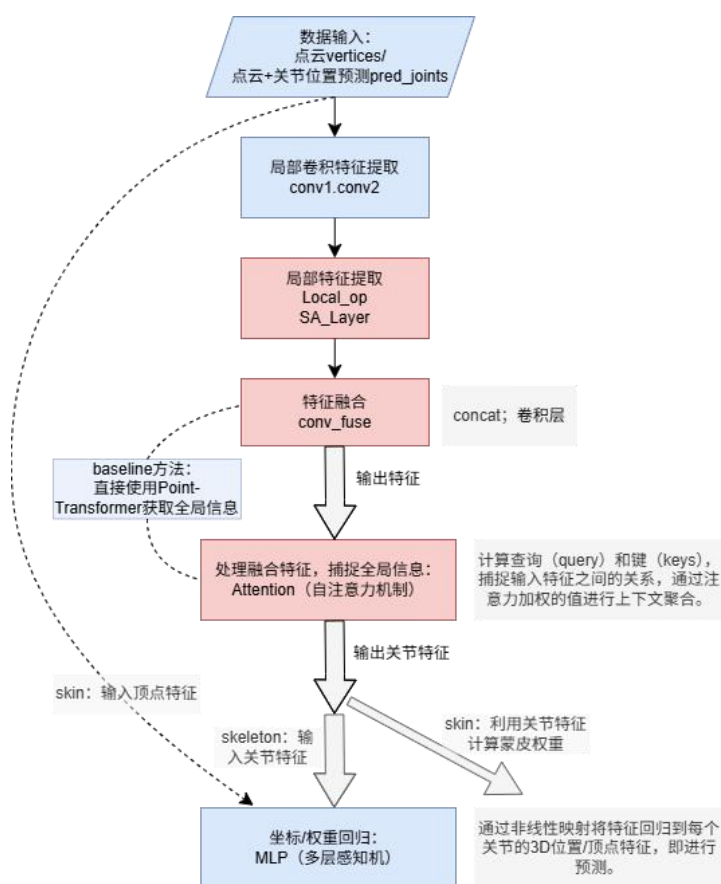 数据输入：
点云vertices/
点云+关节位置预测pred_joints
局部卷积特征提取
conv1.conv2
局部特征提取
Local_op
SA_Layer
特征融合
conv_fuse
concat；卷积层
baseline方法：
直接使用Point-
Transformer获取全局信息
输出特征
处理融合特征，捕捉全局信息：
Attention（自注意力机制）
计算查询（query）和键（keys），
捕捉输入特征之间的关系，通过注
意力加权的值进行上下文聚合。
输出关节特征
skin：输入顶点特征
skeleton：输
入关节特征
skin：利用关节特征
计算蒙皮权重
坐标/权重回归：
MLP（多层感知机）
通过非线性映射将特征回归到每个
关节的3D位置/顶点特征，即进行
预测。